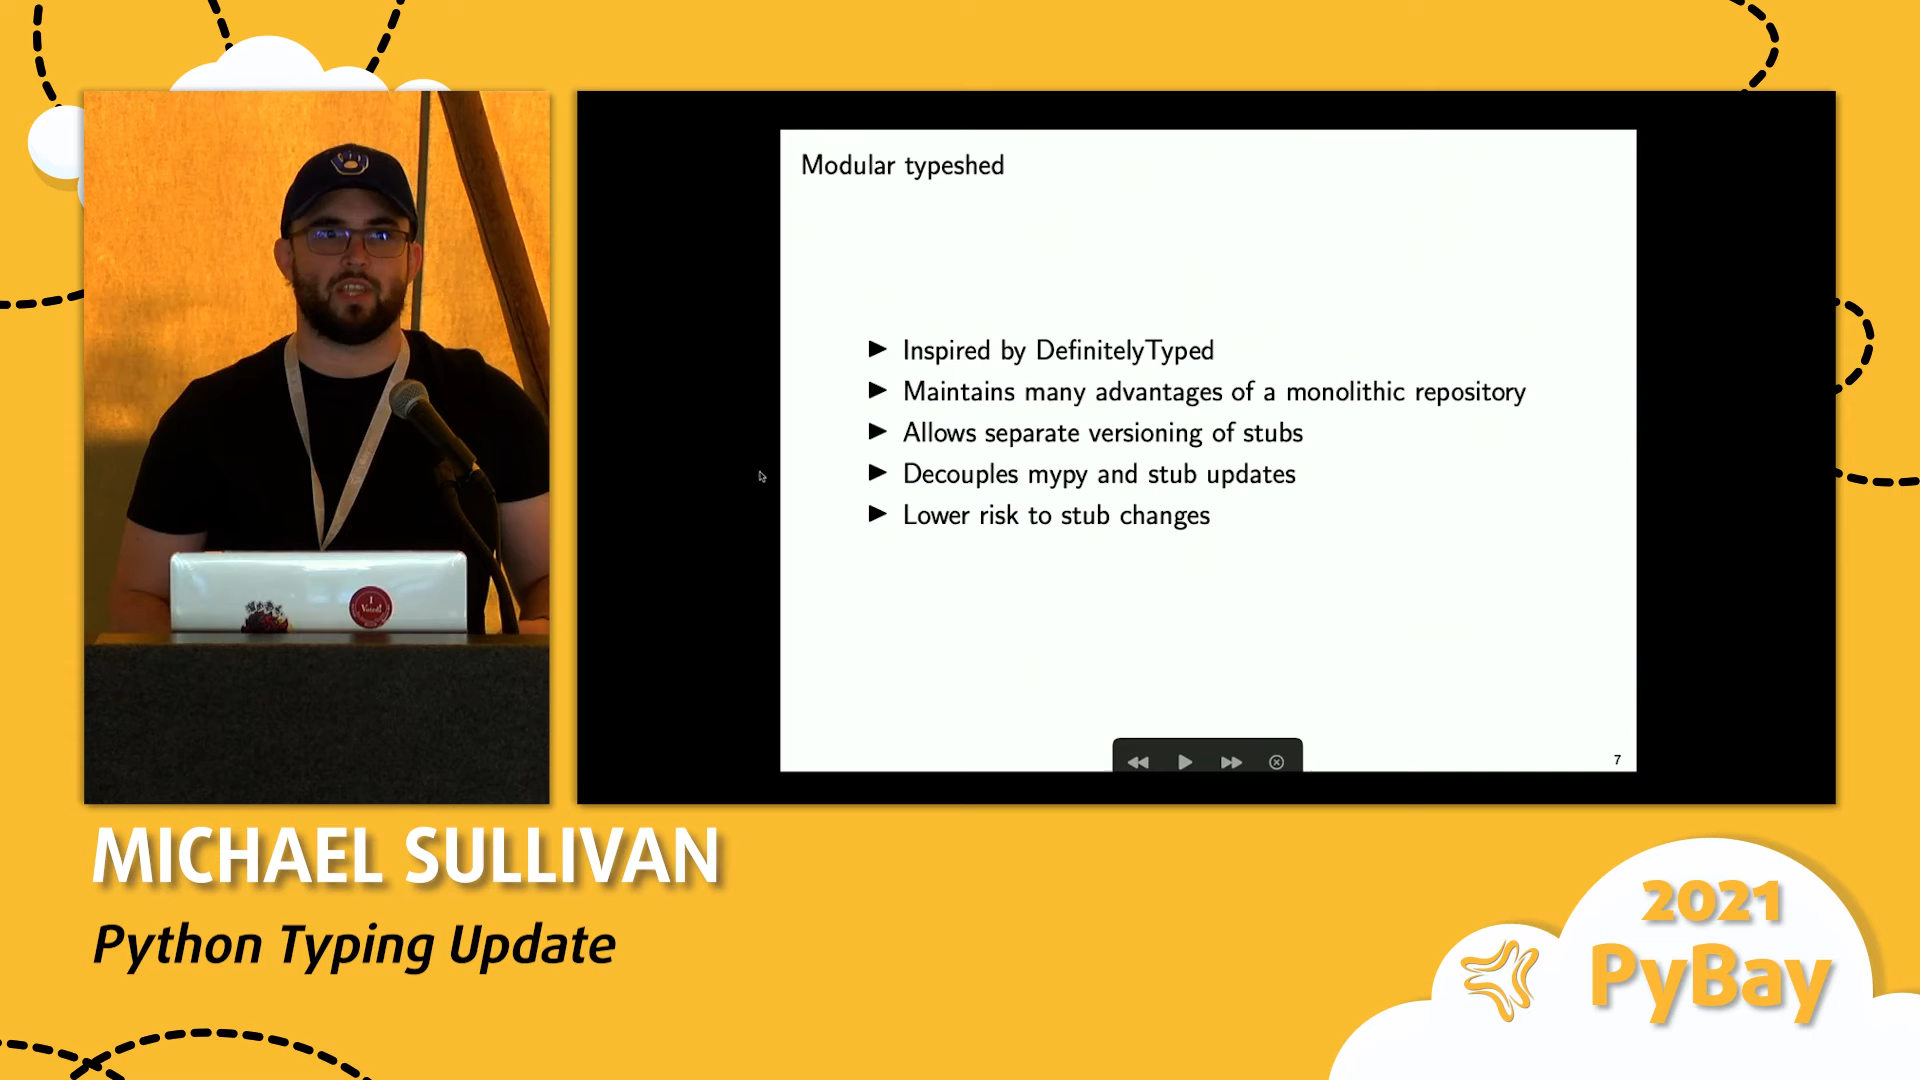 Modular typeshed
Inspired by DefinitelyTyped
Maintains many advantages of a monolithic repository
Allows separate versioning of stubs
Decouples mypy and stub updates
Lower risk to stub changes
7
I
Voted!
MICHAEL SULLIVAN
Python Typing Update
2021
PyBay